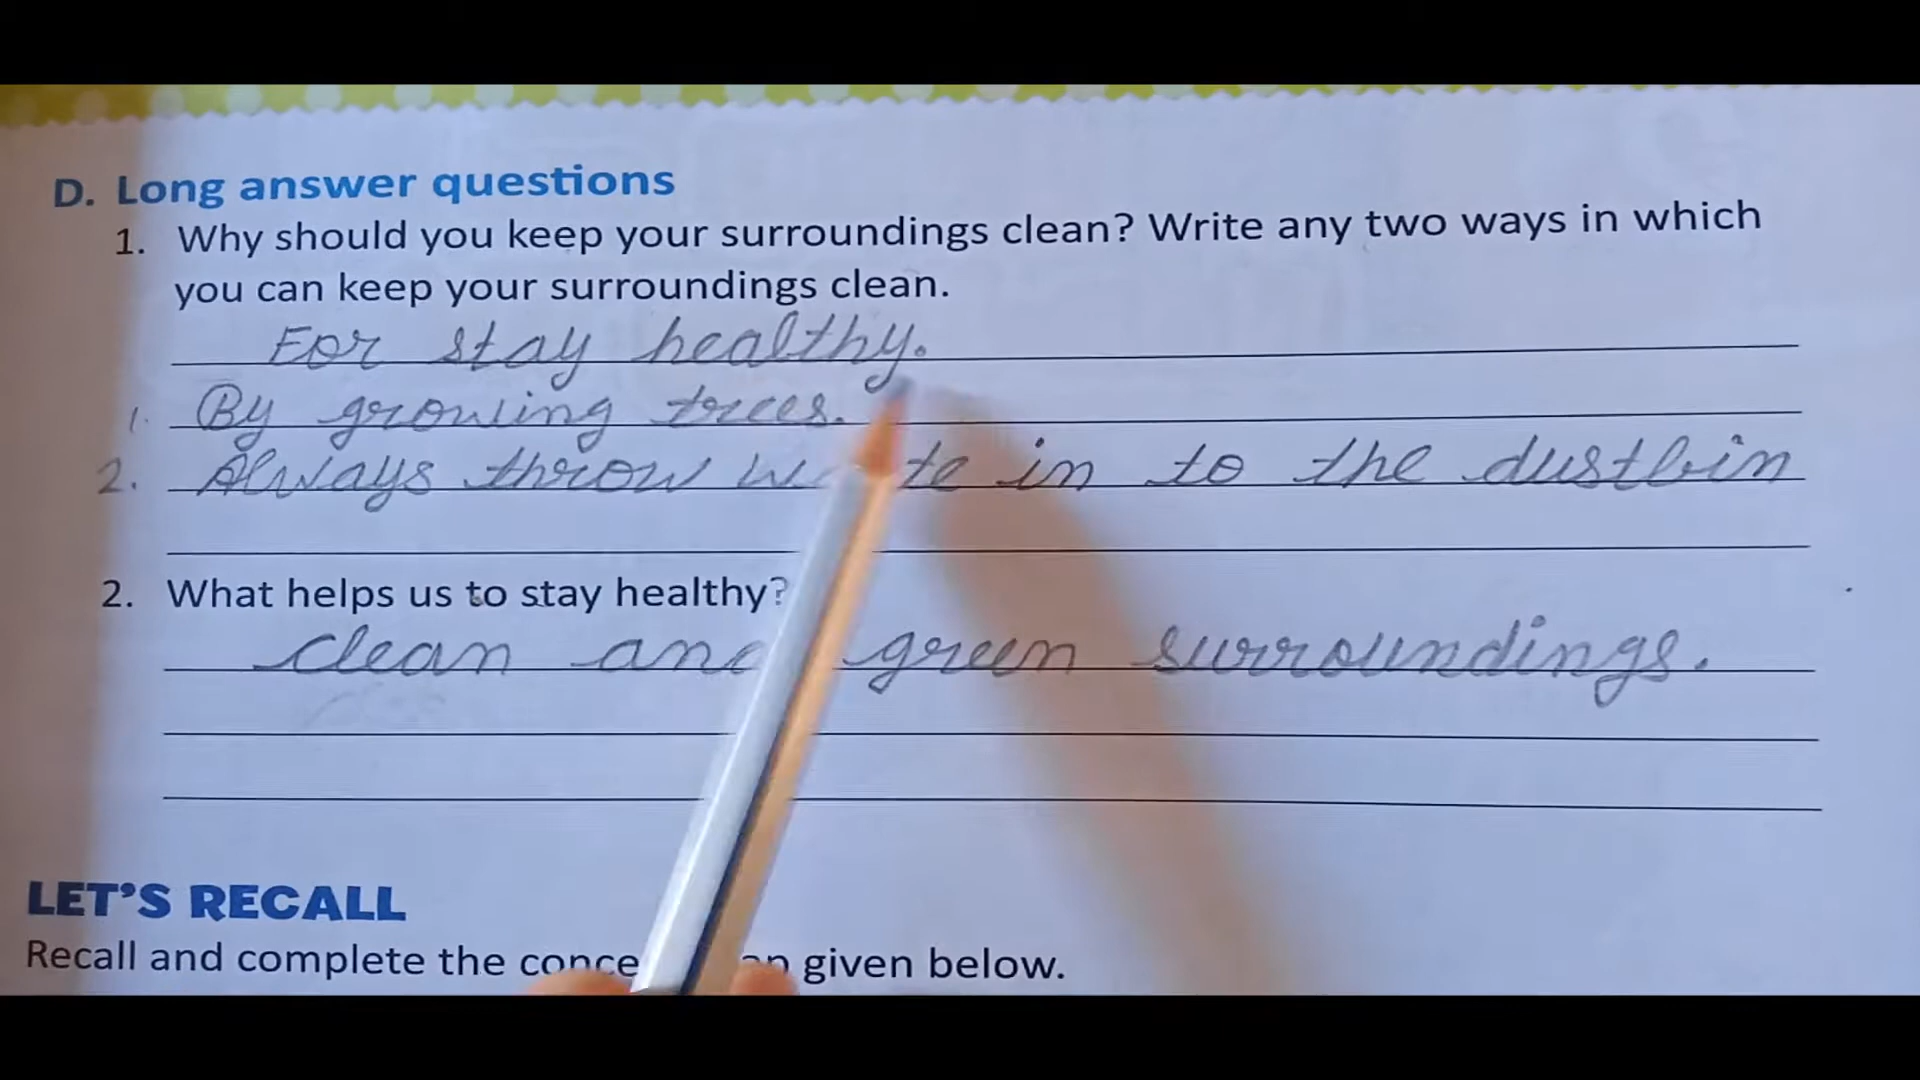 D. Long answer questions
1. Why should you keep your surroundings clean? Write any two ways in which
you can keep your surroundings clean.
For stay healthy.
1. By growing trees.
2. Always throw in to the dustbin
2. What helps us to stay healthy?
clean and green surroundings.
LET'S RECALL
Recall and complete the given below.